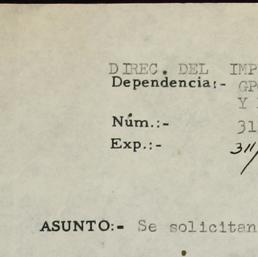 DIREC. DEL IMP
Dependencia:- GP
Y
Núm.:- 31
Exp.:- 311/
ASUNTO:- Se solicitan